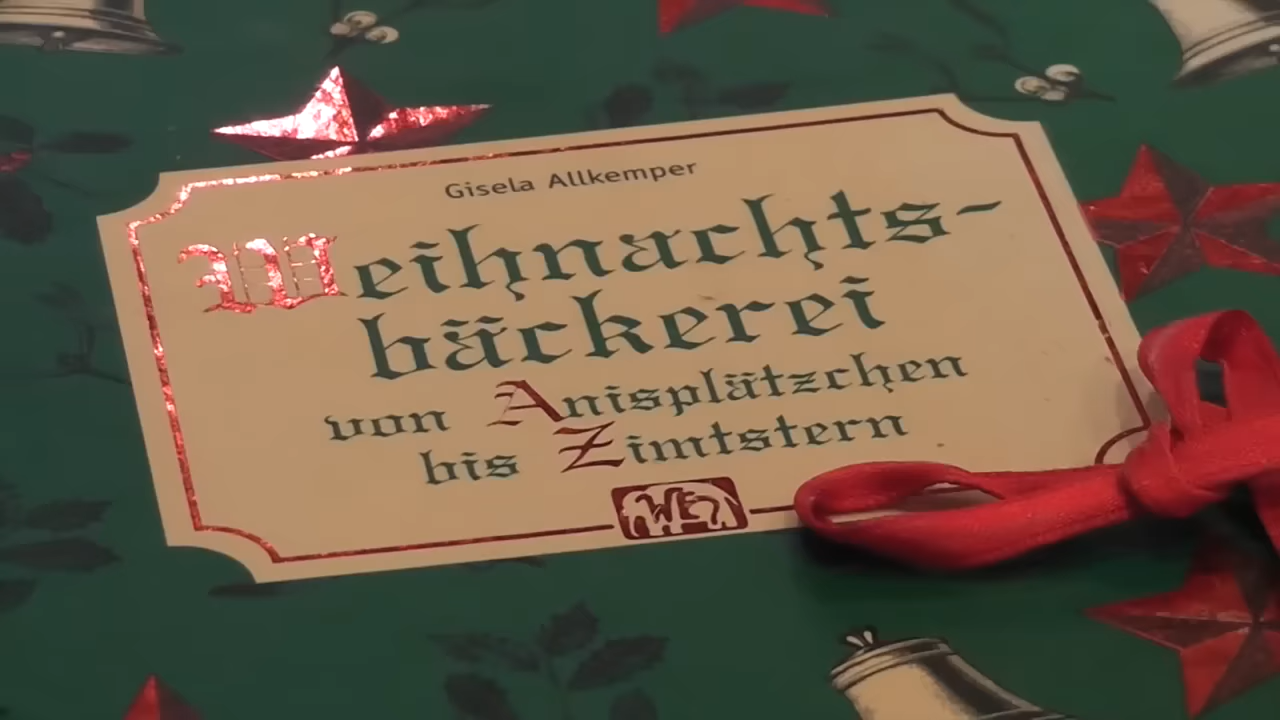 Gisela Allkemper
Weihnachts-
bäckerei
von Anisplätzchen
bis Zimtstern